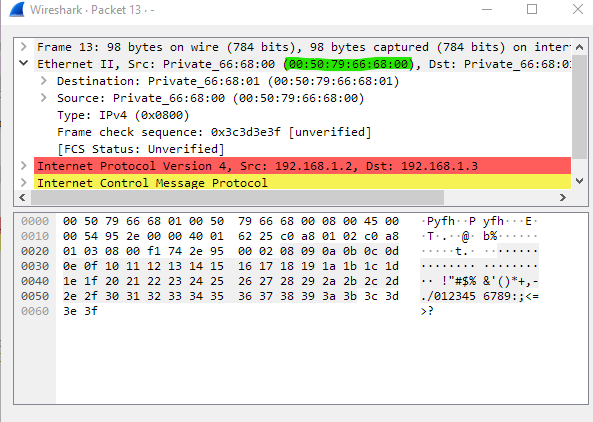 Wireshark · Packet 13 · -
Frame 13: 98 bytes on wire (784 bits), 98 bytes captured (784 bits) on inter
Ethernet II, Src: Private_66:68:00 (00:50:79:66:68:00), Dst: Private_66:68:01
Destination: Private_66:68:01 (00:50:79:66:68:01)
Source: Private_66:68:00 (00:50:79:66:68:00)
Type: IPv4 (0x0800)
Frame check sequence: 0x3c3d3e3f [unverified]
[FCS Status: Unverified]
Internet Protocol Version 4, Src: 192.168.1.2, Dst: 192.168.1.3
Internet Control Message Protocol
0000 00 50 79 66 68 01 00 50 79 66 68 00 08 00 45 00 ·Pyfh··P yfh···E·
0010 00 54 95 2e 00 00 40 01 62 25 c0 a8 01 02 c0 a8 ·T·.··@· b%······
0020 01 03 08 00 f1 74 2e 95 00 02 08 09 0a 0b 0c 0d ·····t.· ········
0030 0e 0f 10 11 12 13 14 15 16 17 18 19 1a 1b 1c 1d ········ ········
0040 1e 1f 20 21 22 23 24 25 26 27 28 29 2a 2b 2c 2d ·· !"#$% &'()*+,-
0050 2e 2f 30 31 32 33 34 35 36 37 38 39 3a 3b 3c 3d ./012345 6789:;<=
0060 3e 3f >?